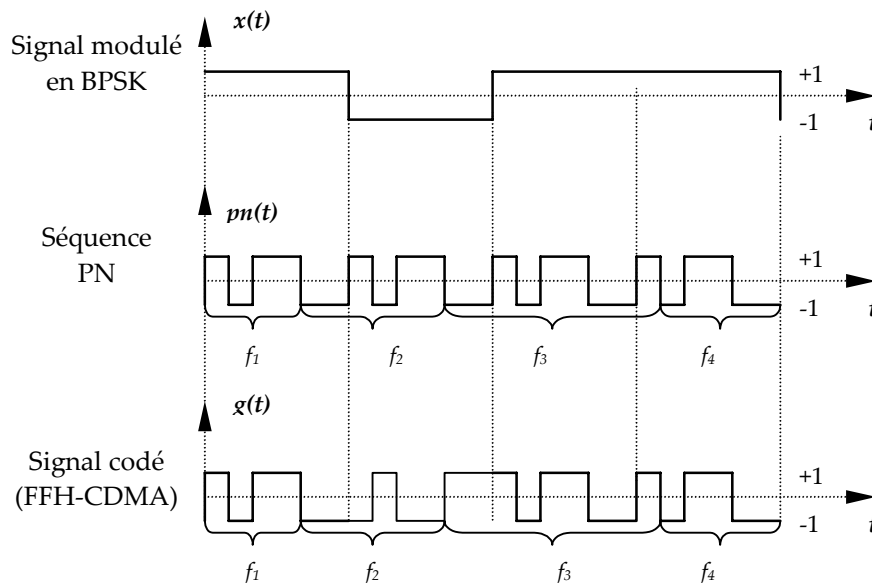 x(t)
Signal modulé
en BPSK
+1
-1
t
pn(t)
Séquence
PN
+1
-1
t
f1 f2 f3 f4
g(t)
Signal codé
(FFH-CDMA)
+1
-1
t
f1 f2 f3 f4